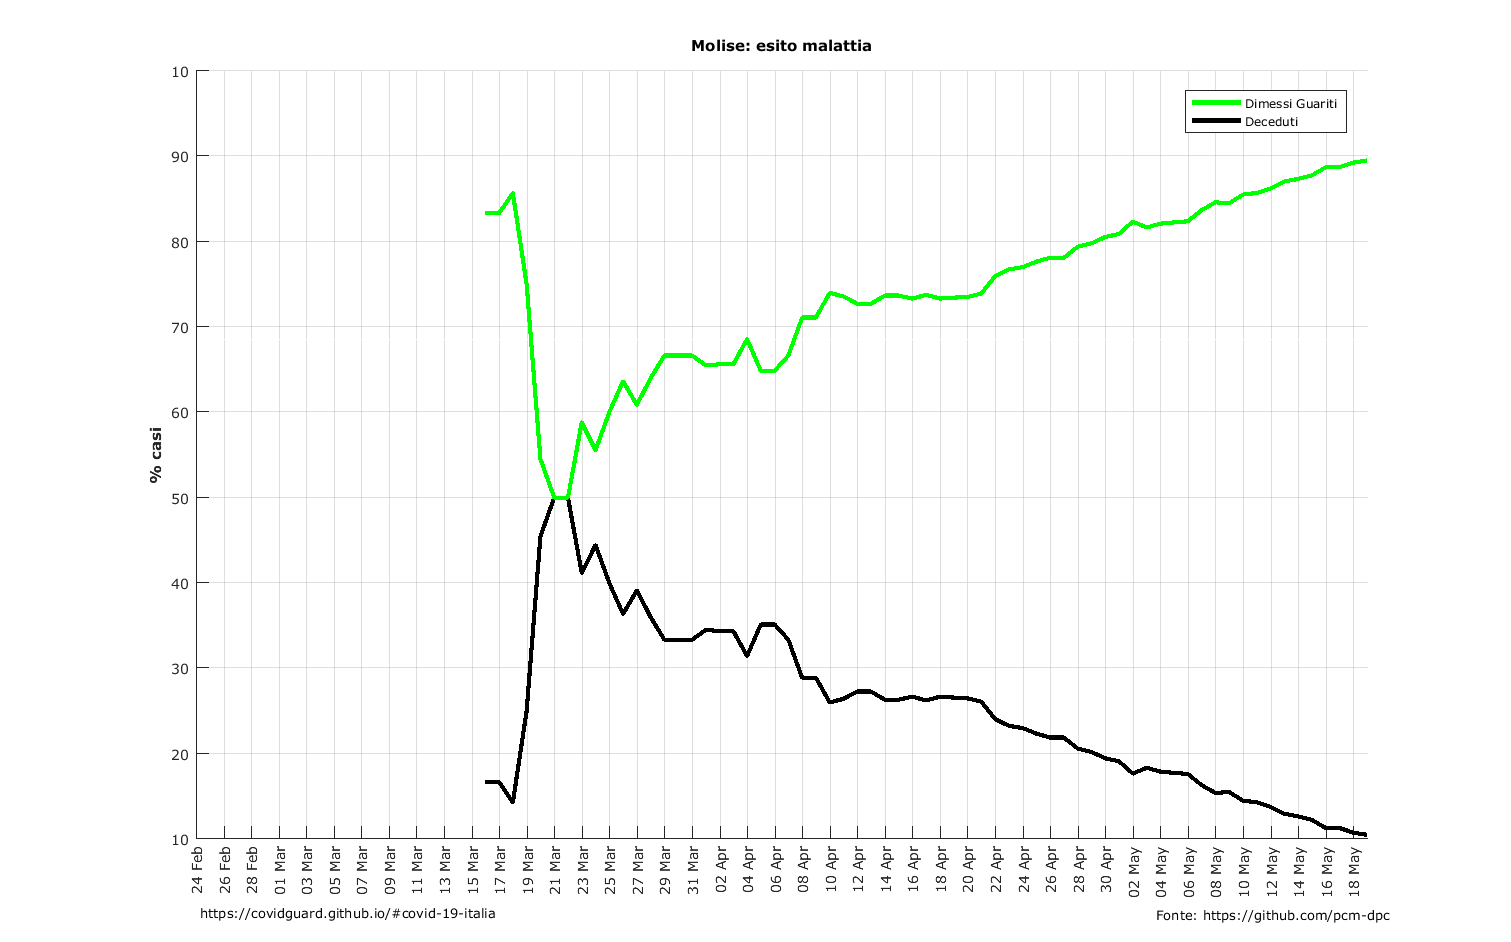 Molise: esito malattia
10
90
80
70
60
50
40
30
20
10
% casi
Dimessi Guariti
Deceduti
24 Feb
26 Feb
28 Feb
01 Mar
03 Mar
05 Mar
07 Mar
09 Mar
11 Mar
13 Mar
15 Mar
17 Mar
19 Mar
21 Mar
23 Mar
25 Mar
27 Mar
29 Mar
31 Mar
02 Apr
04 Apr
06 Apr
08 Apr
10 Apr
12 Apr
14 Apr
16 Apr
18 Apr
20 Apr
22 Apr
24 Apr
26 Apr
28 Apr
30 Apr
02 May
04 May
06 May
08 May
10 May
12 May
14 May
16 May
18 May
https://covidguard.github.io/#covid-19-italia
Fonte: https://github.com/pcm-dpc